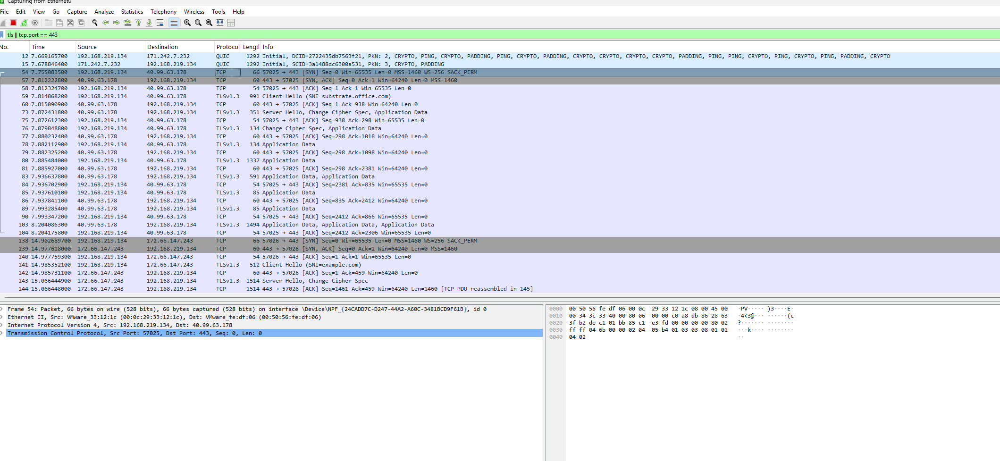 Capturing from Ethernet0
File Edit View Go Capture Analyze Statistics Telephony Wireless Tools Help
tls || tcp.port == 443
No. Time Source Destination Protocol Lengtl Info
12 7.669165700 192.168.219.134 171.242.7.232 QUIC 1292 Initial, DCID=2722435db7563f21, PKN: 2, CRYPTO, PING, CRYPTO, PADDING, PING, CRYPTO, PADDING, CRYPTO, CRYPTO, CRYPTO, CRYPTO, PADDING, PING, PING, CRYPTO, PING, CRYPTO, PING, PADDING, CRYPTO
15 7.678846400 171.242.7.232 192.168.219.134 QUIC 1292 Initial, SCID=3a1488dc6300a531, PKN: 3, CRYPTO, PADDING
54 7.755083500 192.168.219.134 40.99.63.178 TCP 66 57025 → 443 [SYN] Seq=0 Win=65535 Len=0 MSS=1460 WS=256 SACK_PERM
57 7.812222800 40.99.63.178 192.168.219.134 TCP 60 443 → 57025 [SYN, ACK] Seq=0 Ack=1 Win=64240 Len=0 MSS=1460
58 7.812324700 192.168.219.134 40.99.63.178 TCP 54 57025 → 443 [ACK] Seq=1 Ack=1 Win=65535 Len=0
59 7.814868200 192.168.219.134 40.99.63.178 TLSv1.3 991 Client Hello (SNI=substrate.office.com)
60 7.815090900 40.99.63.178 192.168.219.134 TCP 60 443 → 57025 [ACK] Seq=1 Ack=938 Win=64240 Len=0
73 7.872431800 40.99.63.178 192.168.219.134 TLSv1.3 351 Server Hello, Change Cipher Spec, Application Data
75 7.872612300 192.168.219.134 40.99.63.178 TCP 54 57025 → 443 [ACK] Seq=938 Ack=298 Win=65535 Len=0
76 7.879848800 192.168.219.134 40.99.63.178 TLSv1.3 134 Change Cipher Spec, Application Data
77 7.880232400 40.99.63.178 192.168.219.134 TCP 60 443 → 57025 [ACK] Seq=298 Ack=1018 Win=64240 Len=0
78 7.882112900 192.168.219.134 40.99.63.178 TLSv1.3 134 Application Data
79 7.882325200 40.99.63.178 192.168.219.134 TCP 60 443 → 57025 [ACK] Seq=298 Ack=1098 Win=64240 Len=0
80 7.885484000 192.168.219.134 40.99.63.178 TLSv1.3 1337 Application Data
81 7.885927000 40.99.63.178 192.168.219.134 TCP 60 443 → 57025 [ACK] Seq=298 Ack=2381 Win=64240 Len=0
83 7.936637800 40.99.63.178 192.168.219.134 TLSv1.3 591 Application Data, Application Data
84 7.936702900 192.168.219.134 40.99.63.178 TCP 54 57025 → 443 [ACK] Seq=2381 Ack=835 Win=65535 Len=0
85 7.937610100 192.168.219.134 40.99.63.178 TLSv1.3 85 Application Data
86 7.937841100 40.99.63.178 192.168.219.134 TCP 60 443 → 57025 [ACK] Seq=835 Ack=2412 Win=64240 Len=0
89 7.993285400 40.99.63.178 192.168.219.134 TLSv1.3 85 Application Data
90 7.993347200 192.168.219.134 40.99.63.178 TCP 54 57025 → 443 [ACK] Seq=2412 Ack=866 Win=65535 Len=0
103 8.204086300 40.99.63.178 192.168.219.134 TLSv1.3 1494 Application Data, Application Data, Application Data
104 8.204175800 192.168.219.134 40.99.63.178 TCP 54 57025 → 443 [ACK] Seq=2412 Ack=2306 Win=65535 Len=0
138 14.902689700 192.168.219.134 172.66.147.243 TCP 66 57026 → 443 [SYN] Seq=0 Win=65535 Len=0 MSS=1460 WS=256 SACK_PERM
139 14.977618000 172.66.147.243 192.168.219.134 TCP 60 443 → 57026 [SYN, ACK] Seq=0 Ack=1 Win=64240 Len=0 MSS=1460
140 14.977759300 192.168.219.134 172.66.147.243 TCP 54 57026 → 443 [ACK] Seq=1 Ack=1 Win=65535 Len=0
141 14.985352100 192.168.219.134 172.66.147.243 TLSv1.3 512 Client Hello (SNI=example.com)
142 14.985731100 172.66.147.243 192.168.219.134 TCP 60 443 → 57026 [ACK] Seq=1 Ack=459 Win=64240 Len=0
143 15.066444900 172.66.147.243 192.168.219.134 TLSv1.3 1514 Server Hello, Change Cipher Spec
144 15.066448000 172.66.147.243 192.168.219.134 TCP 1514 443 → 57026 [ACK] Seq=1461 Ack=459 Win=64240 Len=1460 [TCP PDU reassembled in 145]
Frame 54: Packet, 66 bytes on wire (528 bits), 66 bytes captured (528 bits) on interface \Device\NPF_{24CADD7C-D247-44A2-A60C-3481BCD9F61B}, id 0
Ethernet II, Src: VMware_33:12:1c (00:0c:29:33:12:1c), Dst: VMware_fe:df:06 (00:50:56:fe:df:06)
Internet Protocol Version 4, Src: 192.168.219.134, Dst: 40.99.63.178
Transmission Control Protocol, Src Port: 57025, Dst Port: 443, Seq: 0, Len: 0
0000 00 50 56 fe df 06 00 0c 29 33 12 1c 08 00 45 00 ·PV····· )3····E·
0010 00 34 3c 33 40 00 80 06 00 00 c0 a8 db 86 28 63 ·4<3@··· ······(c
0020 3f b2 de c1 01 bb 85 c1 e3 fd 00 00 00 00 80 02 ?······· ········
0030 ff ff 04 6b 00 00 02 04 05 b4 01 03 03 08 01 01 ···k···· ········
0040 04 02 ··